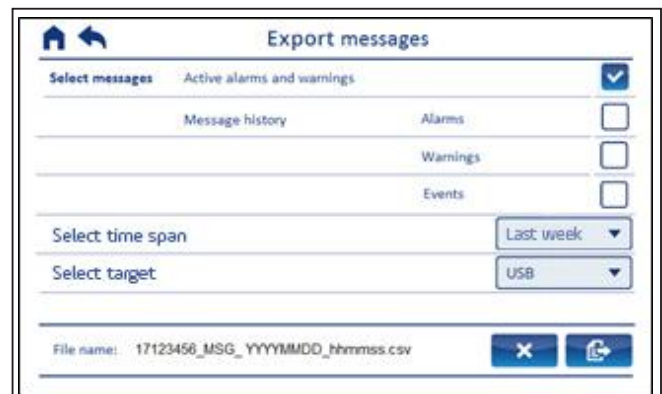 Export messages
Select messages Active alarms and warnings
Message history Alarms
Warnings
Events
Select time span Last week
Select target USB
File name: 17123456_MSG_ YYYYMMDD_hhmmss.csv